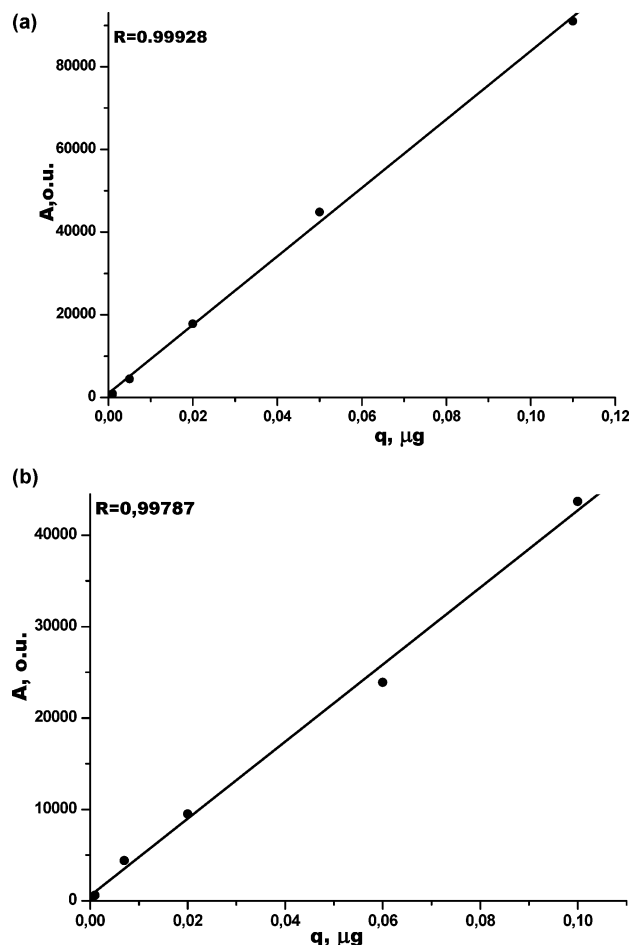 (a)
R=0.99928
A,o.u.
80000
60000
40000
20000
0
0,00 0,02 0,04 0,06 0,08 0,10 0,12
q, μg
(b)
R=0,99787
A, o.u.
40000
30000
20000
10000
0
0,00 0,02 0,04 0,06 0,08 0,10
q, μg